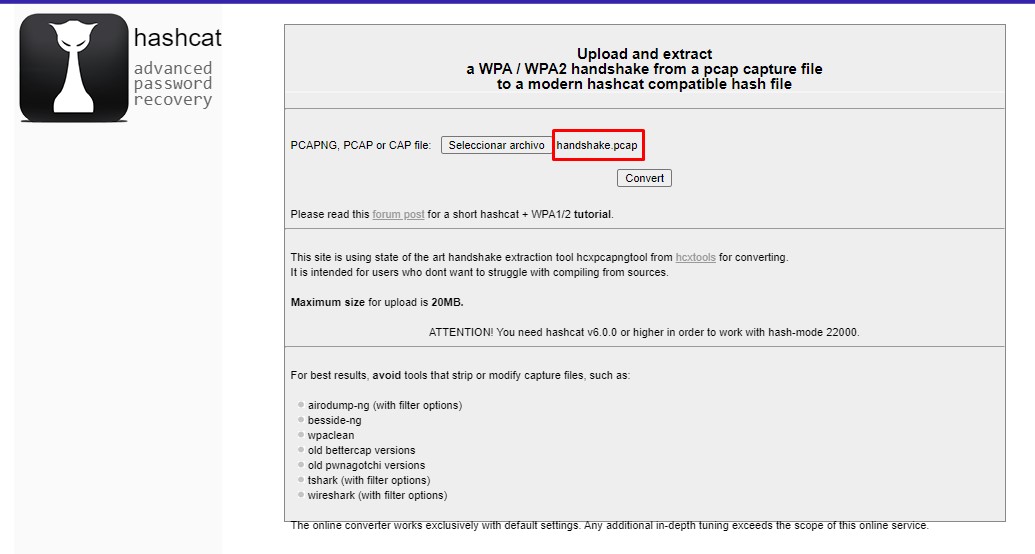 hashcat
advanced
password
recovery
Upload and extract
a WPA / WPA2 handshake from a pcap capture file
to a modern hashcat compatible hash file
PCAPNG, PCAP or CAP file: Seleccionar archivo handshake.pcap
Convert
Please read this forum post for a short hashcat + WPA1/2 tutorial.
This site is using state of the art handshake extraction tool hcxpcapngtool from hcxtools for converting.
It is intended for users who dont want to struggle with compiling from sources.
Maximum size for upload is 20MB.
ATTENTION! You need hashcat v6.0.0 or higher in order to work with hash-mode 22000.
For best results, avoid tools that strip or modify capture files, such as:
airodump-ng (with filter options)
besside-ng
wpaclean
old bettercap versions
old pwnagotchi versions
tshark (with filter options)
wireshark (with filter options)
The online converter works exclusively with default settings. Any additional in-depth tuning exceeds the scope of this online service.